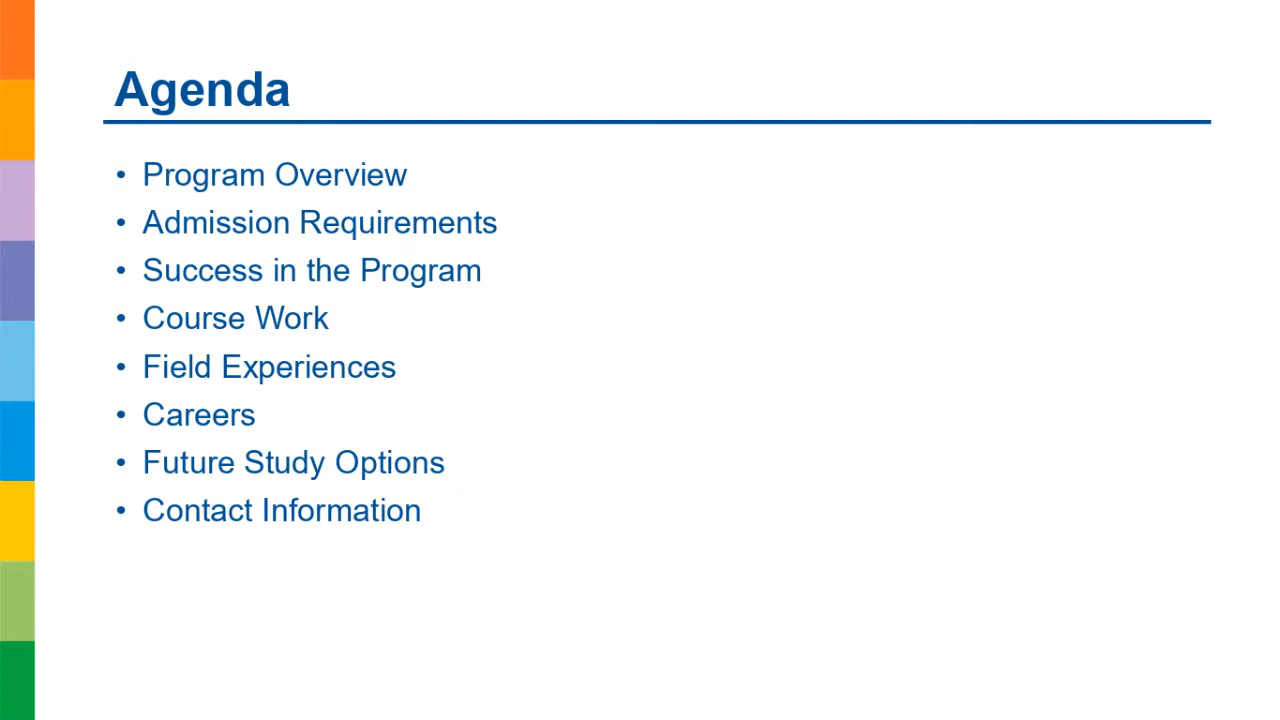 Agenda
• Program Overview
• Admission Requirements
• Success in the Program
• Course Work
• Field Experiences
• Careers
• Future Study Options
• Contact Information